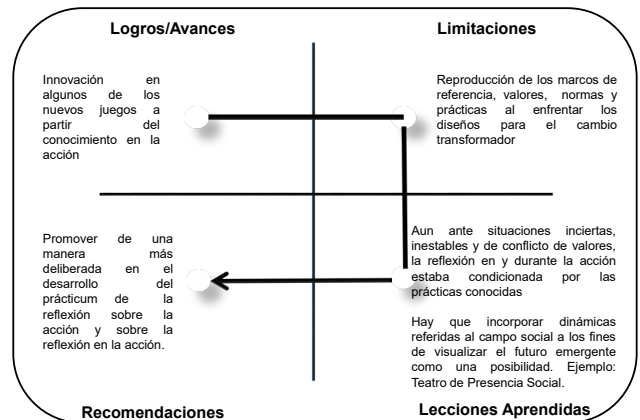 Logros/Avances
Innovación en
algunos de los
nuevos juegos a
partir del
conocimiento en la
acción
Limitaciones
Reproducción de los marcos de
referencia, valores, normas y
prácticas al enfrentar los
diseños para el cambio
transformador
Promover de una
manera más
deliberada en el
desarrollo del
prácticum de la
reflexión sobre la
acción y sobre la
reflexión en la acción.
Recomendaciones
Aun ante situaciones inciertas,
inestables y de conflicto de valores,
la reflexión en y durante la acción
estaba condicionada por las
prácticas conocidas
Hay que incorporar dinámicas
referidas al campo social a los fines
de visualizar el futuro emergente
como una posibilidad. Ejemplo:
Teatro de Presencia Social.
Lecciones Aprendidas